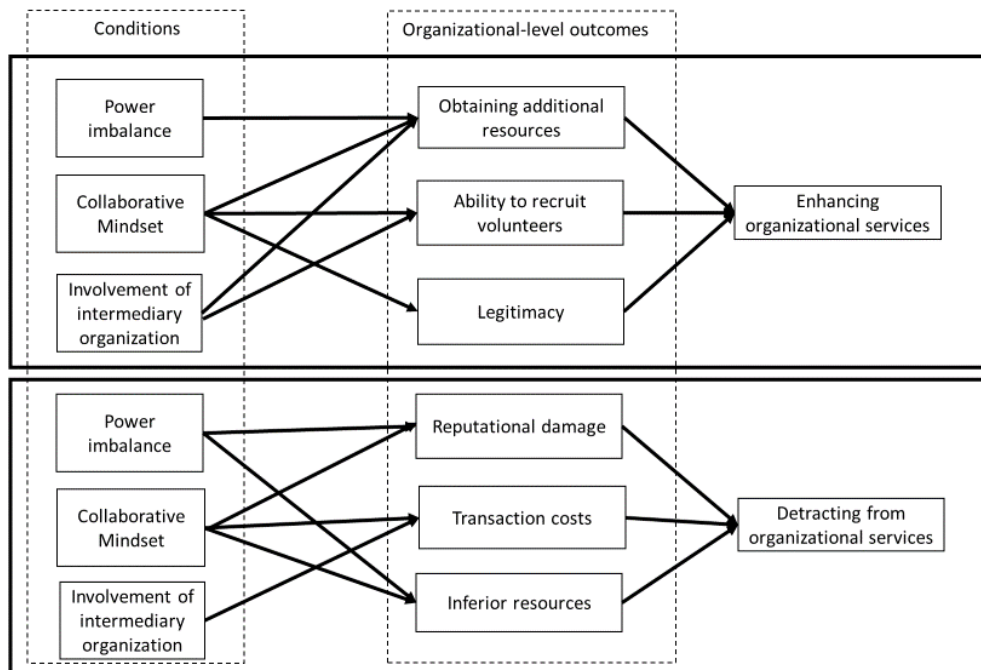 Conditions
Organizational-level outcomes
Power
imbalance
Obtaining additional
resources
Collaborative
Mindset
Ability to recruit
volunteers
Enhancing
organizational services
Involvement of
intermediary
organization
Legitimacy
Power
imbalance
Reputational damage
Collaborative
Mindset
Transaction costs
Detracting from
organizational services
Involvement of
intermediary
organization
Inferior resources